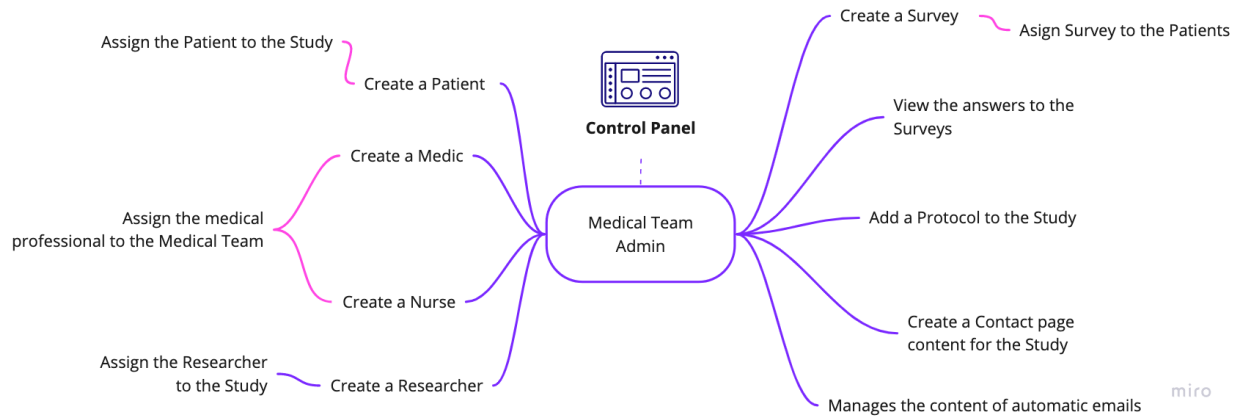 Create a Survey
Asign Survey to the Patients
Assign the Patient to the Study
Create a Patient
Control Panel
View the answers to the
Surveys
Create a Medic
Assign the medical
professional to the Medical Team
Medical Team
Admin
Add a Protocol to the Study
Create a Nurse
Create a Contact page
content for the Study
Assign the Researcher
to the Study
Create a Researcher
Manages the content of automatic emails
miro